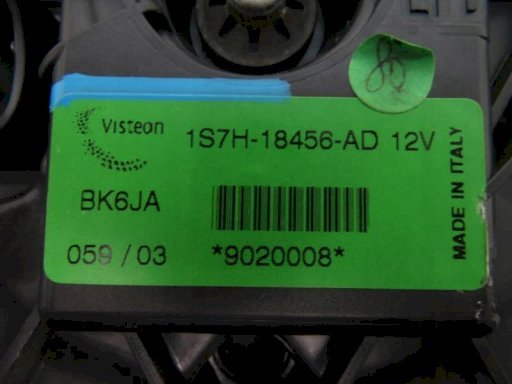 Visteon
1S7H-18456-AD 12V
BK6JA
059 / 03
*9020008*
MADE IN ITALY